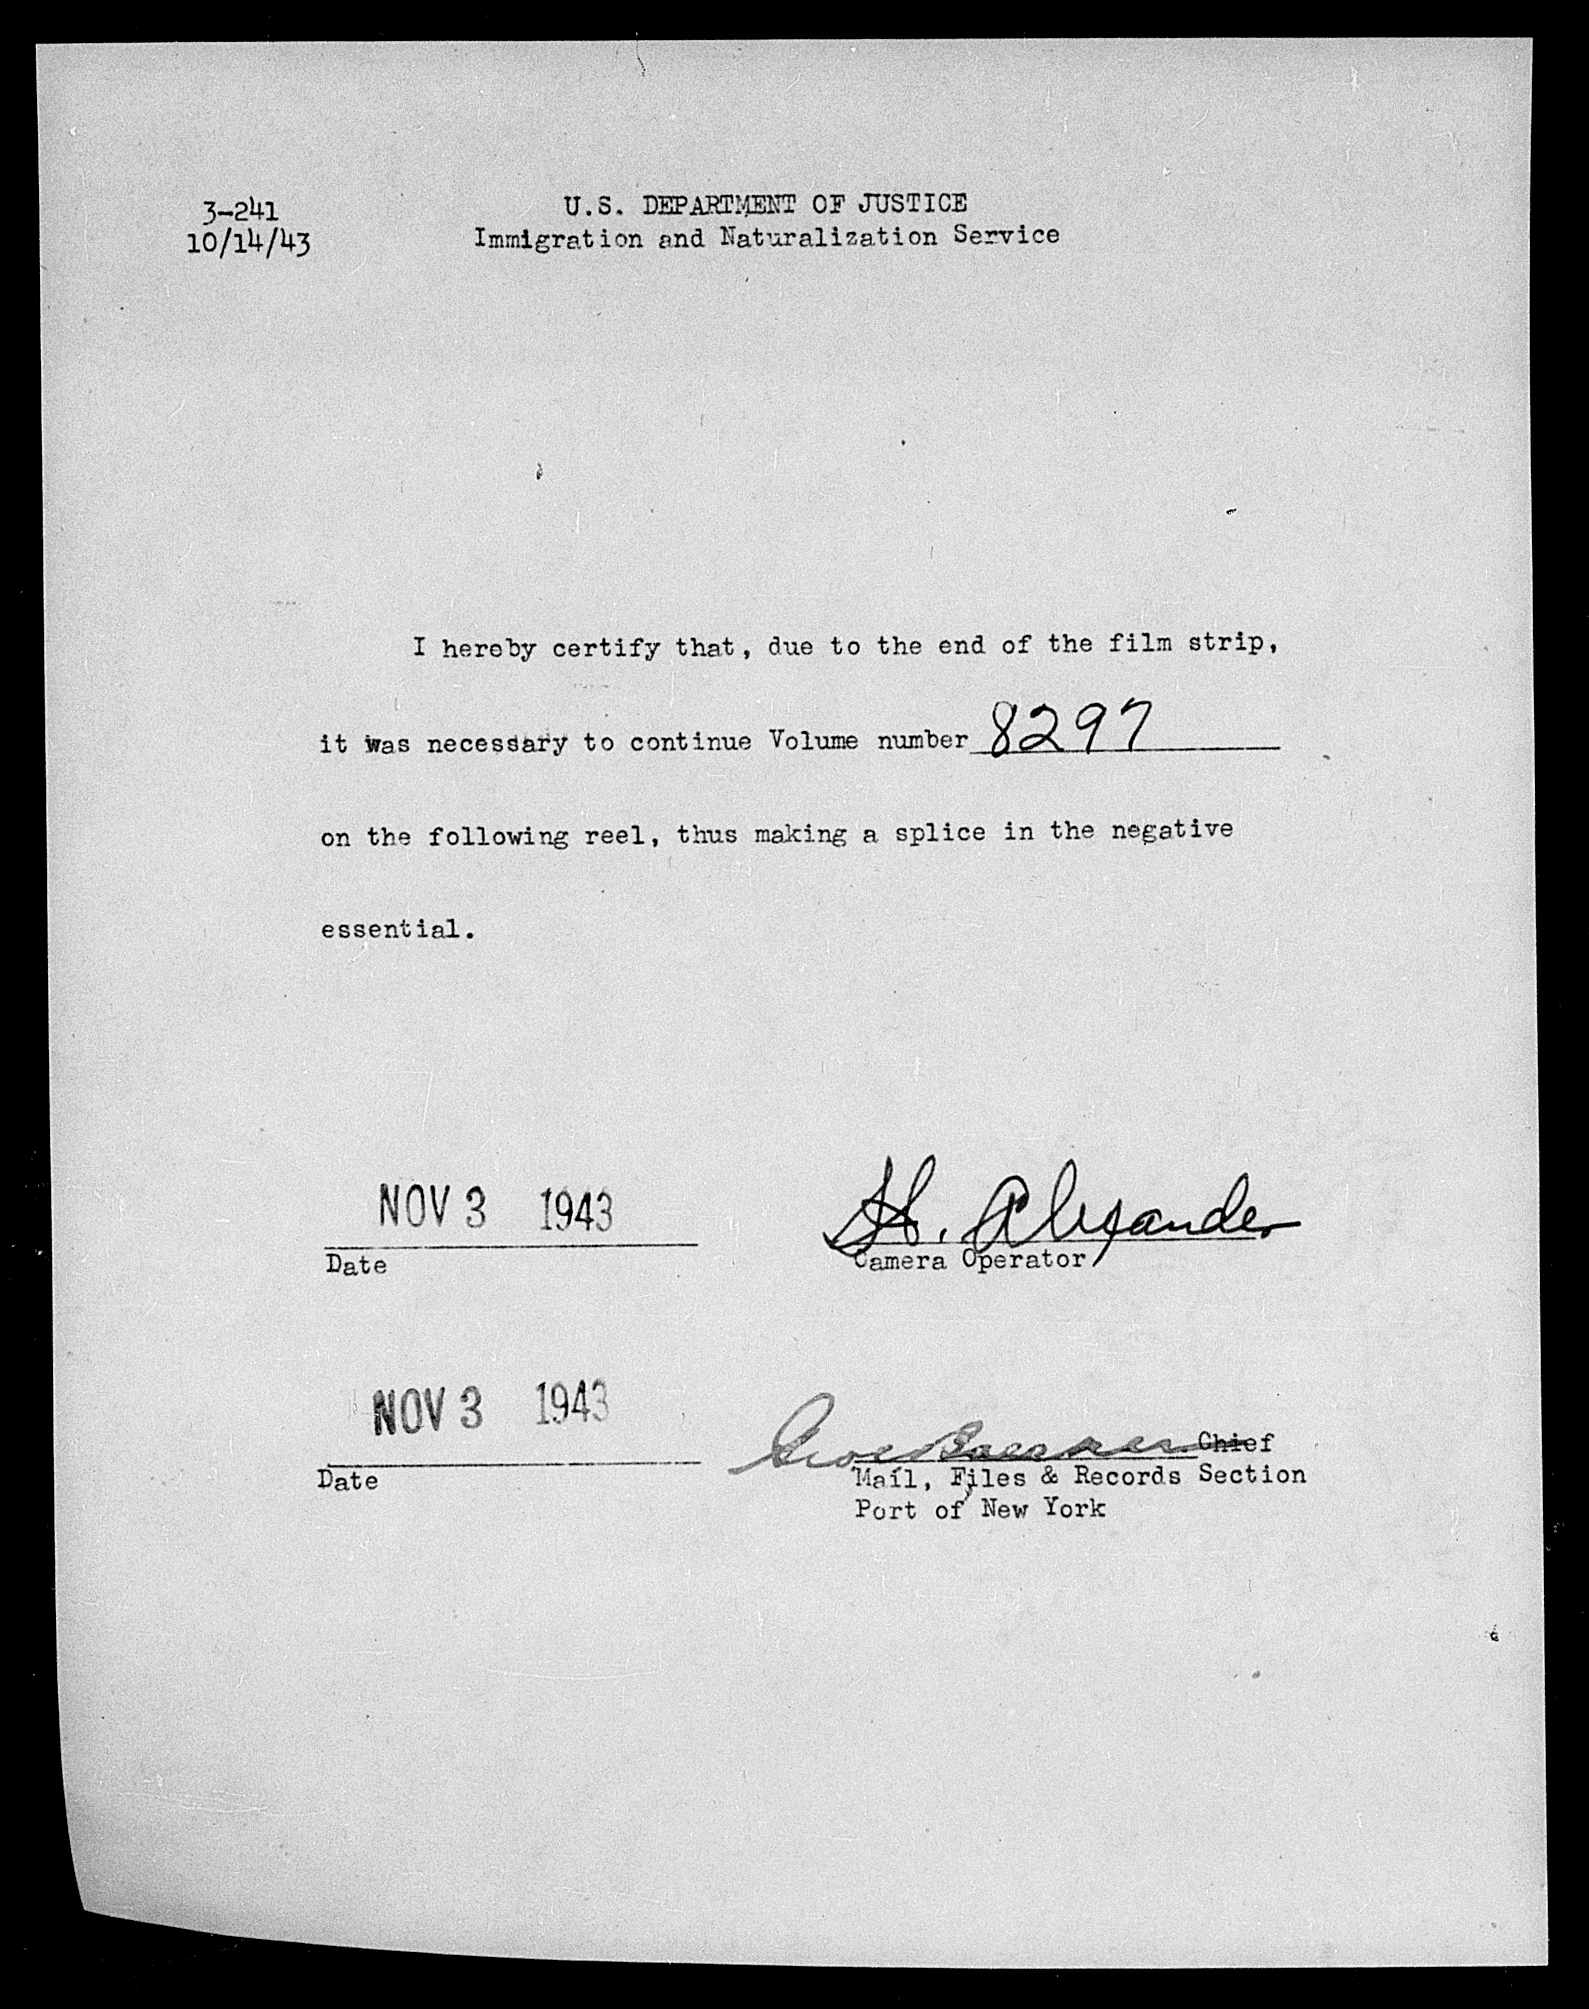 3-241
10/14/43
U.S. DEPARTMENT OF JUSTICE
Immigration and Naturalization Service
I hereby certify that, due to the end of the film strip,
it was necessary to continue Volume number 8297
on the following reel, thus making a splice in the negative
essential.
NOV 3 1943
Date
H. Alexander
Camera Operator
NOV 3 1943
Date
Chief
Mail, Files & Records Section
Port of New York